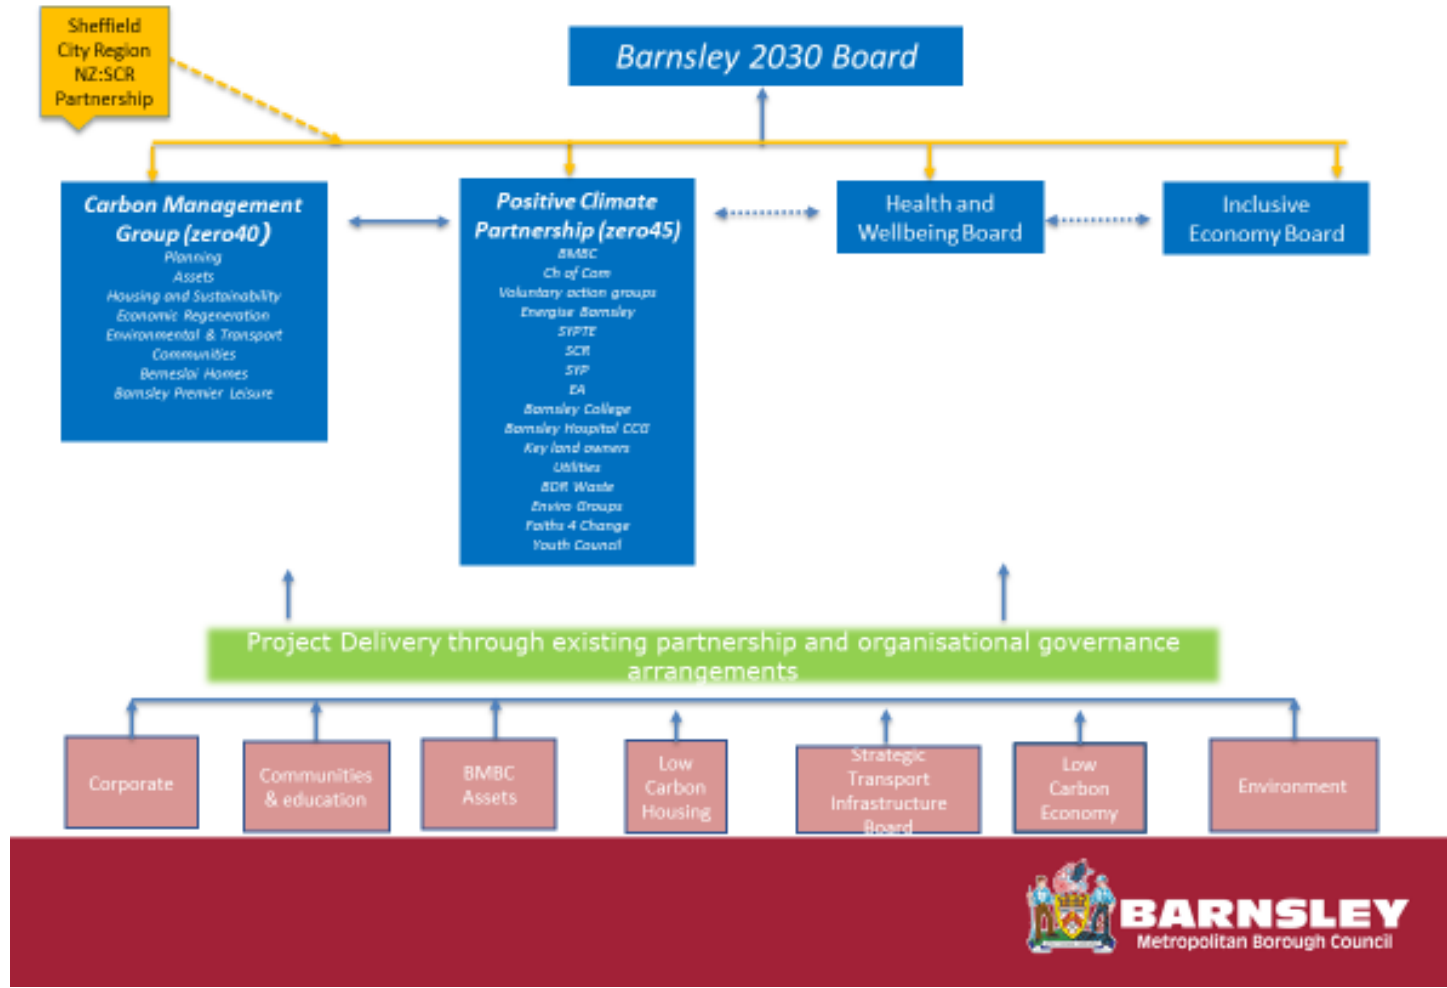 Sheffield
City Region
NZ:SCR
Partnership
Barnsley 2030 Board
Carbon Management
Group (zero40)
Planning
Assets
Housing and Sustainability
Economic Regeneration
Environmental & Transport
Communities
Berneslai Homes
Barnsley Premier Leisure
Positive Climate
Partnership (zero45)
BMBC
Ch of Com
Voluntary action groups
Energise Barnsley
SYPTE
SCR
SYP
EA
Barnsley College
Barnsley Hospital CCG
Key land owners
Utilities
BDR Waste
Enviro Groups
Faiths 4 Change
Youth Council
Health and
Wellbeing Board
Inclusive
Economy Board
Project Delivery through existing partnership and organisational governance
arrangements
Corporate
Communities
& education
BMBC
Assets
Low
Carbon
Housing
Strategic
Transport
Infrastructure
Board
Low
Carbon
Economy
Environment
BARNSLEY
Metropolitan Borough Council